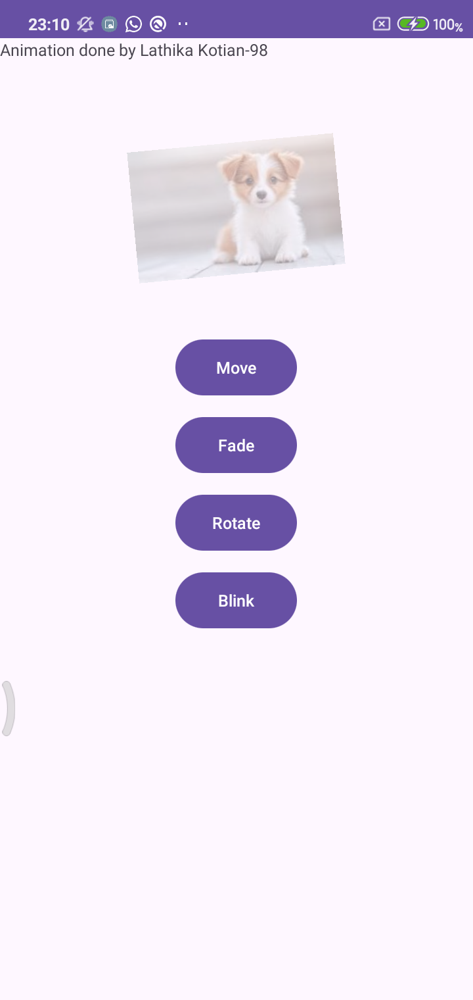 23:10 100%
Animation done by Lathika Kotian-98
Move
Fade
Rotate
Blink